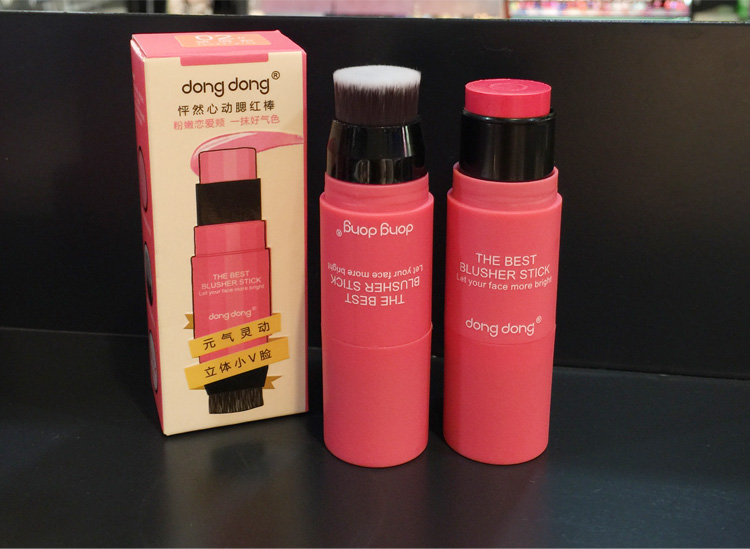 02
dong dong®
怦然心动腮红棒
粉嫩恋爱颊 一抹好气色
THE BEST
BLUSHER STICK
Let your face more bright
dong dong®
元气灵动
立体小V脸
dong dong®
THE BEST
BLUSHER STICK
Let your face more bright
THE BEST
BLUSHER STICK
Let your face more bright
dong dong®